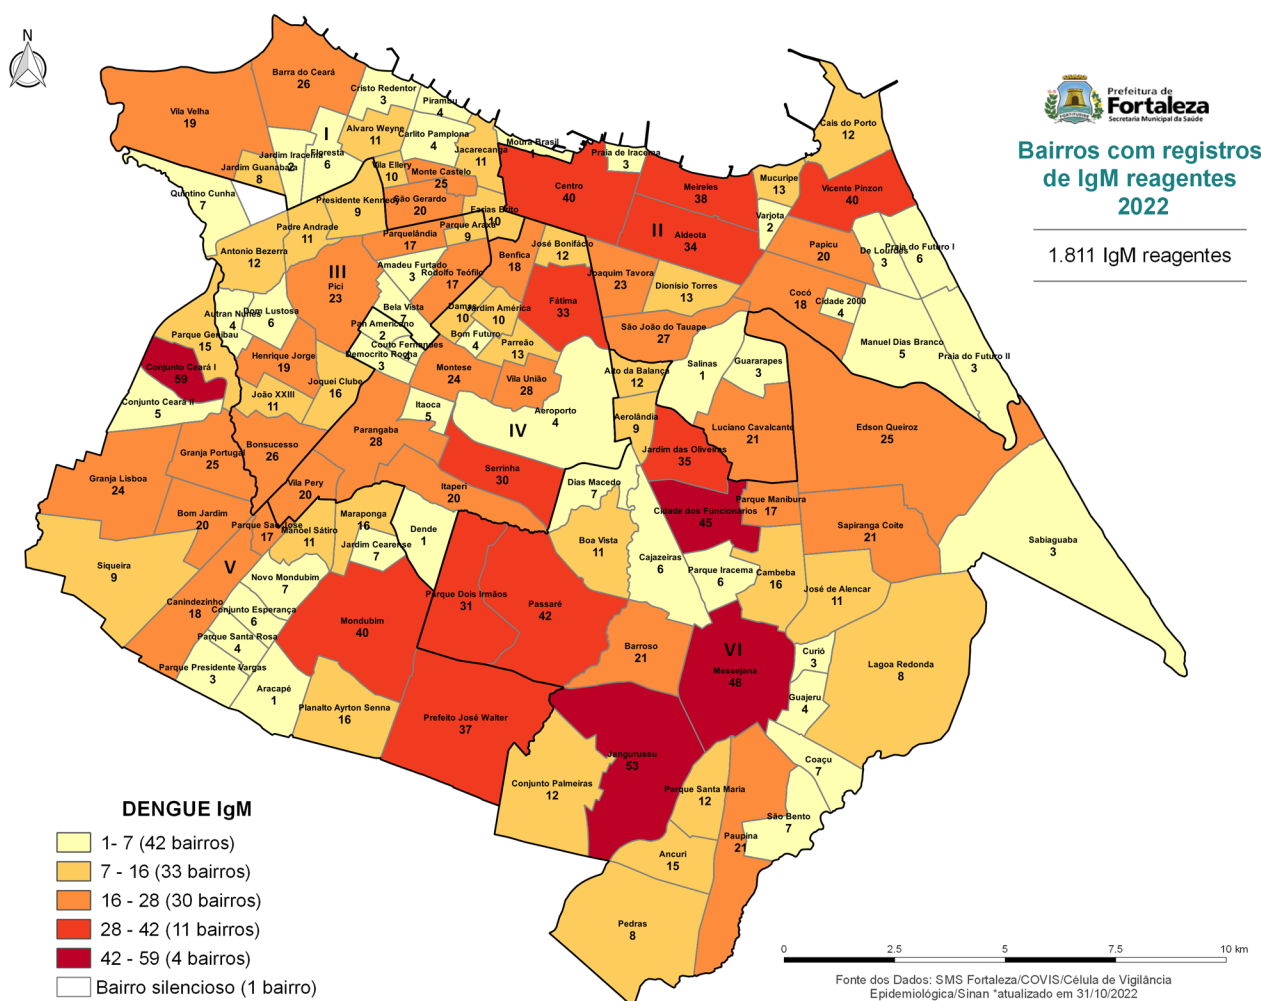 N
Prefeitura de
Fortaleza
Secretaria Municipal da Saúde
Bairros com registros
de IgM reagentes
2022
1.811 IgM reagentes
Barra do Ceará
26
Vila Velha
19
Cristo Redentor
3
Pirambu
4
I
Floresta
6
Alvaro Weyne
11
Carlito Pamplona
4
Jacarecanga
11
Moura Brasil
1
Praia de Iracema
3
Cais do Porto
12
Jardim Iracema
2
Jardim Guanabara
8
Vila Ellery
10
Monte Castelo
25
Quintino Cunha
7
Presidente Kennedy
9
São Gerardo
20
Farias Brito
10
Centro
40
Meireles
38
Mucuripe
13
Vicente Pinzon
40
Varjota
2
II
Aldeota
34
Padre Andrade
11
Parquelândia
17
Parque Araxá
9
Antonio Bezerra
12
III
Pici
23
Amadeu Furtado
3
Rodolfo Teófilo
17
Benfica
18
José Bonifácio
12
Joaquim Tavora
23
Dionisio Torres
13
Papicu
20
De Lourdes
3
Praia do Futuro I
6
Cocó
18
Cidade 2000
4
Fátima
33
Autran Nunes
4
Dom Lustosa
6
Bela Vista
7
Damas
10
Jardim América
10
Pan Americano
2
Bom Futuro
4
Parreão
13
São João do Tauape
27
Manuel Dias Branco
5
Praia do Futuro II
3
Parque Genibau
15
Henrique Jorge
19
Couto Fernandes
4
Democrito Rocha
3
Salinas
1
Guararapes
3
Conjunto Ceará I
59
Joquei Clube
16
Montese
24
Vila União
28
Alto da Balança
12
João XXIII
11
Conjunto Ceará II
5
Itaoca
5
Aeroporto
4
IV
Aerolândia
9
Luciano Cavalcante
21
Edson Queiroz
25
Parangaba
28
Bonsucesso
26
Granja Portugal
25
Jardim das Oliveiras
35
Serrinha
30
Granja Lisboa
24
Vila Pery
20
Itaperi
20
Dias Macedo
7
Parque Manibura
17
Cidade dos Funcionários
45
Bom Jardim
20
Parque Sao Jose
17
Manoel Sátiro
11
Maraponga
16
Dende
1
Sapiranga Coite
21
Sabiaguaba
3
Boa Vista
11
Jardim Cearense
7
Cajazeiras
6
Parque Iracema
6
Cambeba
16
Siqueira
9
V
Novo Mondubim
7
José de Alencar
11
Canindezinho
18
Conjunto Esperança
6
Parque Dois Irmãos
31
Passaré
42
Mondubim
40
Parque Santa Rosa
4
Barroso
21
VI
Messejana
48
Curió
3
Lagoa Redonda
8
Parque Presidente Vargas
3
Aracapé
1
Guajeru
4
Planalto Ayrton Senna
16
Prefeito José Walter
37
Jangurussu
53
Coaçu
7
Conjunto Palmeiras
12
Parque Santa Maria
12
São Bento
7
Paupina
21
Ancuri
15
Pedras
8
DENGUE IgM
1- 7 (42 bairros)
7 - 16 (33 bairros)
16 - 28 (30 bairros)
28 - 42 (11 bairros)
42 - 59 (4 bairros)
Bairro silencioso (1 bairro)
0 2.5 5 7.5 10 km
Fonte dos Dados: SMS Fortaleza/COVIS/Célula de Vigilância
Epidemiológica/Sinan *atualizado em 31/10/2022